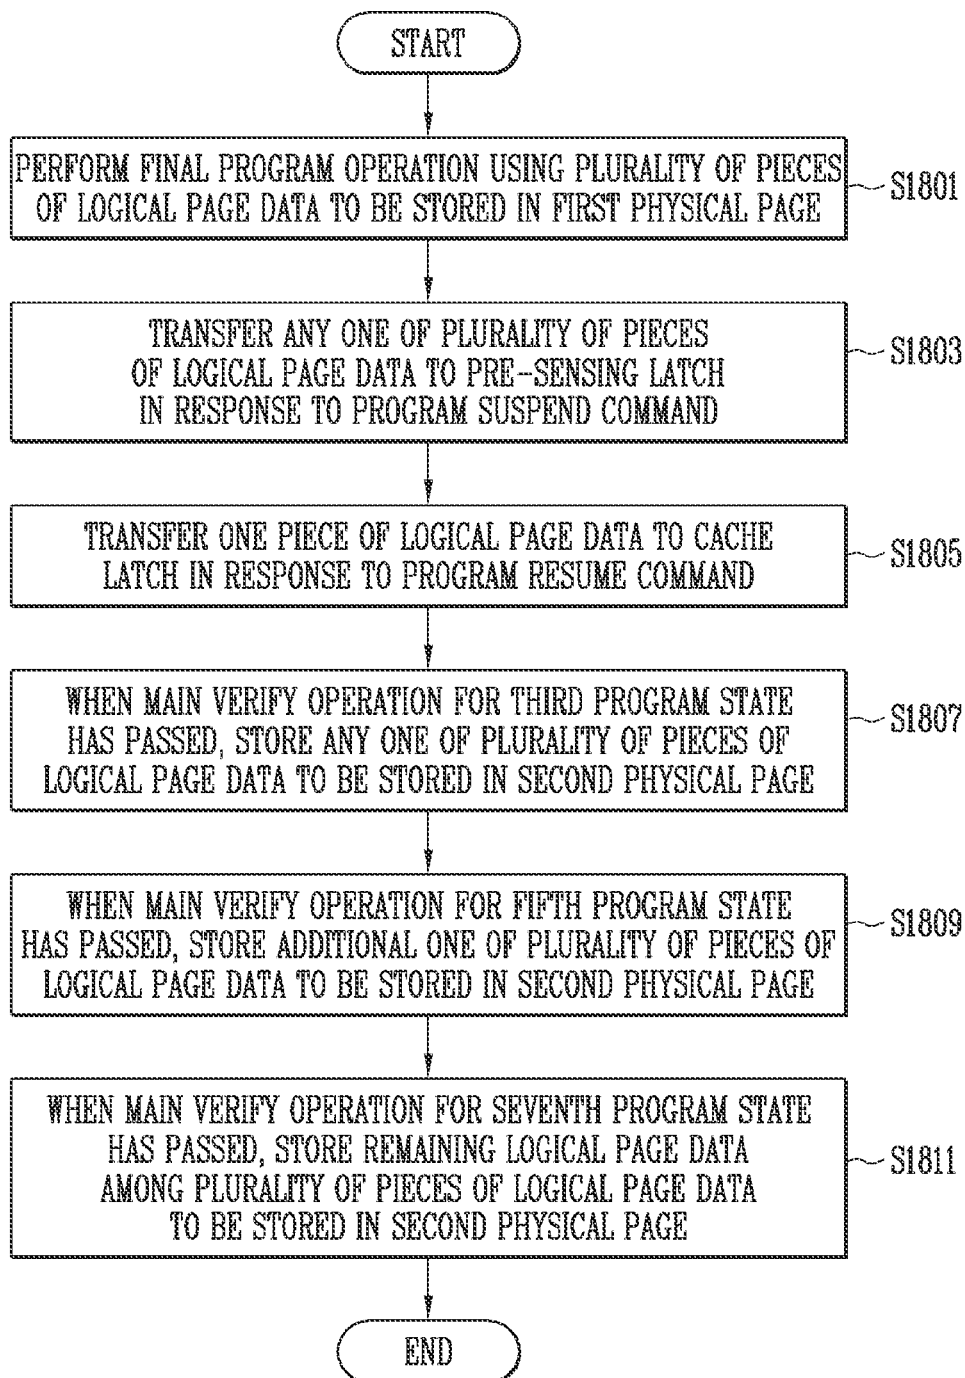 START
PERFORM FINAL PROGRAM OPERATION USING PLURALITY OF PIECES
OF LOGICAL PAGE DATA TO BE STORED IN FIRST PHYSICAL PAGE
S1801
TRANSFER ANY ONE OF PLURALITY OF PIECES
OF LOGICAL PAGE DATA TO PRE-SENSING LATCH
IN RESPONSE TO PROGRAM SUSPEND COMMAND
S1803
TRANSFER ONE PIECE OF LOGICAL PAGE DATA TO CACHE
LATCH IN RESPONSE TO PROGRAM RESUME COMMAND
S1805
WHEN MAIN VERIFY OPERATION FOR THIRD PROGRAM STATE
HAS PASSED, STORE ANY ONE OF PLURALITY OF PIECES OF
LOGICAL PAGE DATA TO BE STORED IN SECOND PHYSICAL PAGE
S1807
WHEN MAIN VERIFY OPERATION FOR FIFTH PROGRAM STATE
HAS PASSED, STORE ADDITIONAL ONE OF PLURALITY OF PIECES OF
LOGICAL PAGE DATA TO BE STORED IN SECOND PHYSICAL PAGE
S1809
WHEN MAIN VERIFY OPERATION FOR SEVENTH PROGRAM STATE
HAS PASSED, STORE REMAINING LOGICAL PAGE DATA
AMONG PLURALITY OF PIECES OF LOGICAL PAGE DATA
TO BE STORED IN SECOND PHYSICAL PAGE
S1811
END